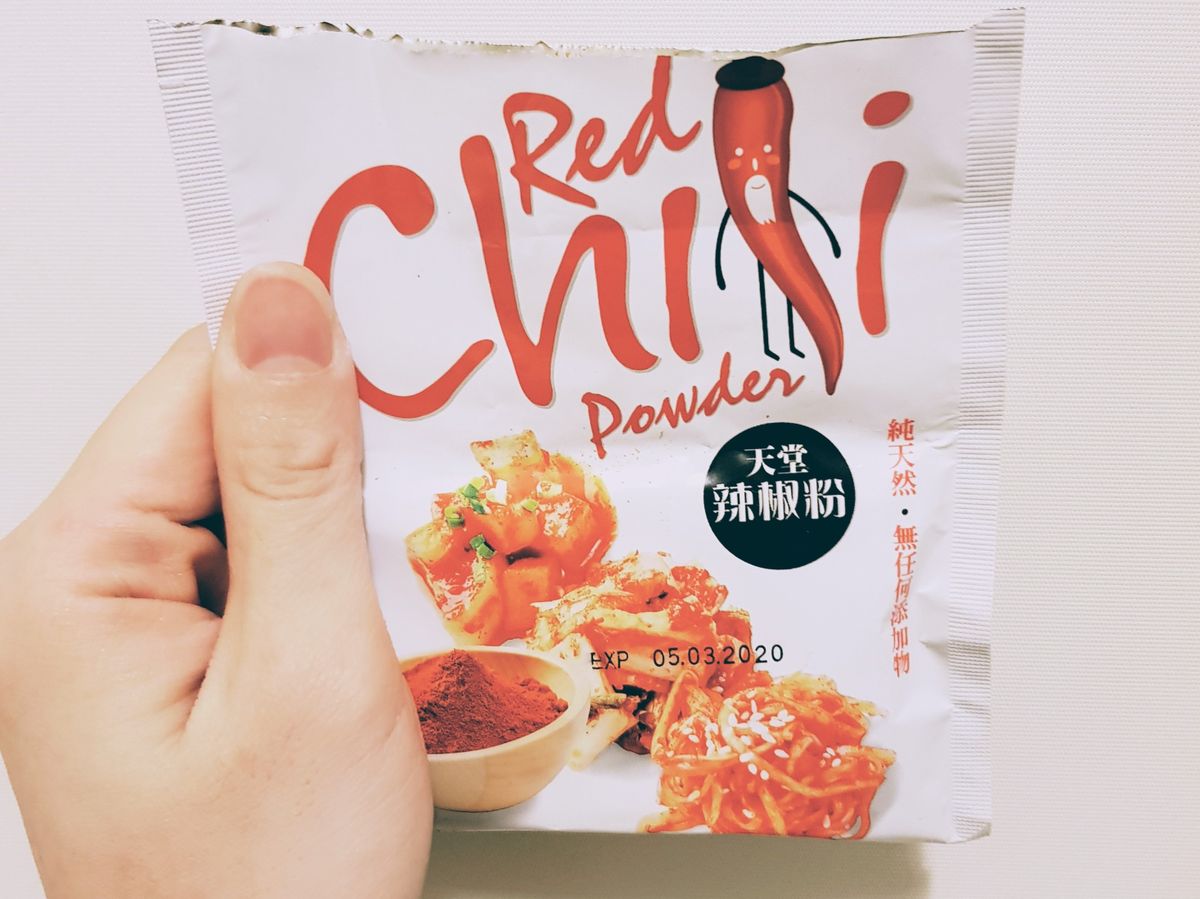 Red
Chilli
Powder
天堂
辣椒粉
純天然・無任何添加物
EXP 05.03.2020